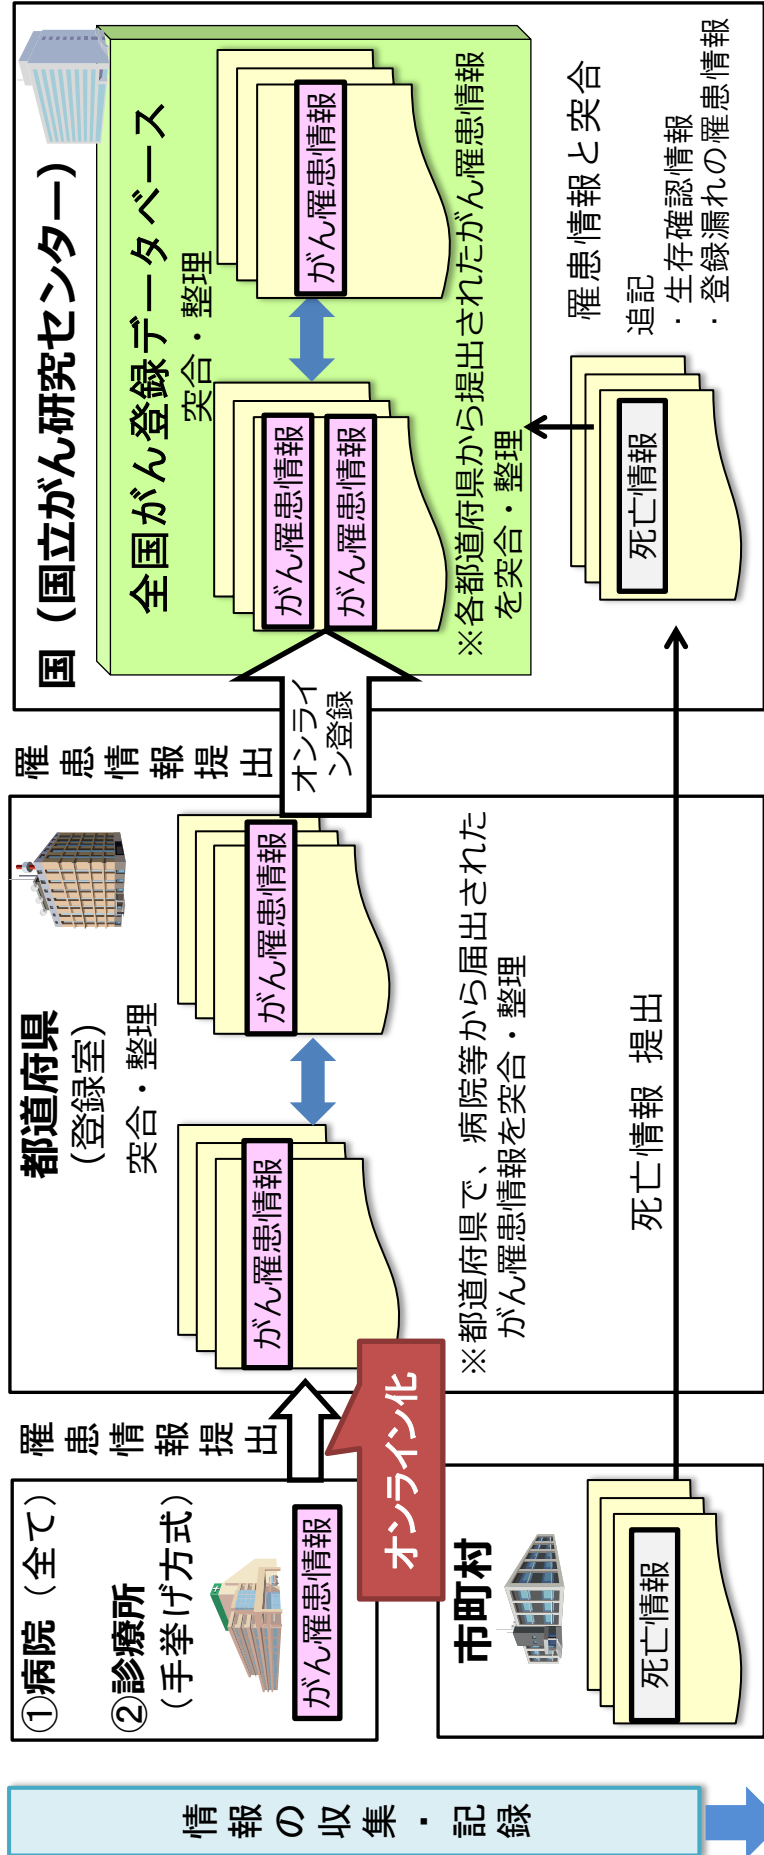 情報の収集・記録
①病院（全て）
②診療所
（手挙げ方式）
がん罹患情報
罹患情報提出
オンライン化
市町村
死亡情報
都道府県
（登録室）
突合・整理
がん罹患情報
がん罹患情報
※都道府県で、病院等から届出された
がん罹患情報を突合・整理
罹患情報提出
オンライ
ン登録
死亡情報 提出
国（国立がん研究センター）
全国がん登録データベース
突合・整理
がん罹患情報
がん罹患情報
がん罹患情報
※各都道府県から提出されたがん罹患情報
を突合・整理
死亡情報
罹患情報と突合
追記
・生存確認情報
・登録漏れの罹患情報